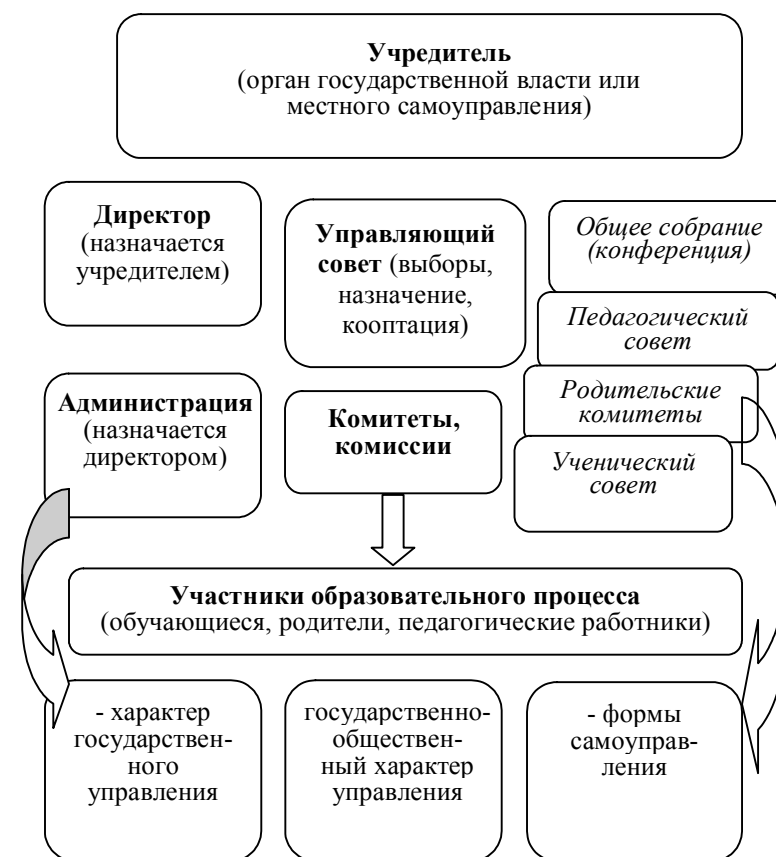 Учредитель
(орган государственной власти или
местного самоуправления)
Директор
(назначается
учредителем)
Управляющий
совет (выборы,
назначение,
кооптация)
Общее собрание
(конференция)
Педагогический
совет
Родительские
комитеты
Ученический
совет
Администрация
(назначается
директором)
Комитеты,
комиссии
Участники образовательного процесса
(обучающиеся, родители, педагогические работники)
- характер
государствен-
ного
управления
государственно-
обществен-
ный характер
управления
- формы
самоуправ-
ления